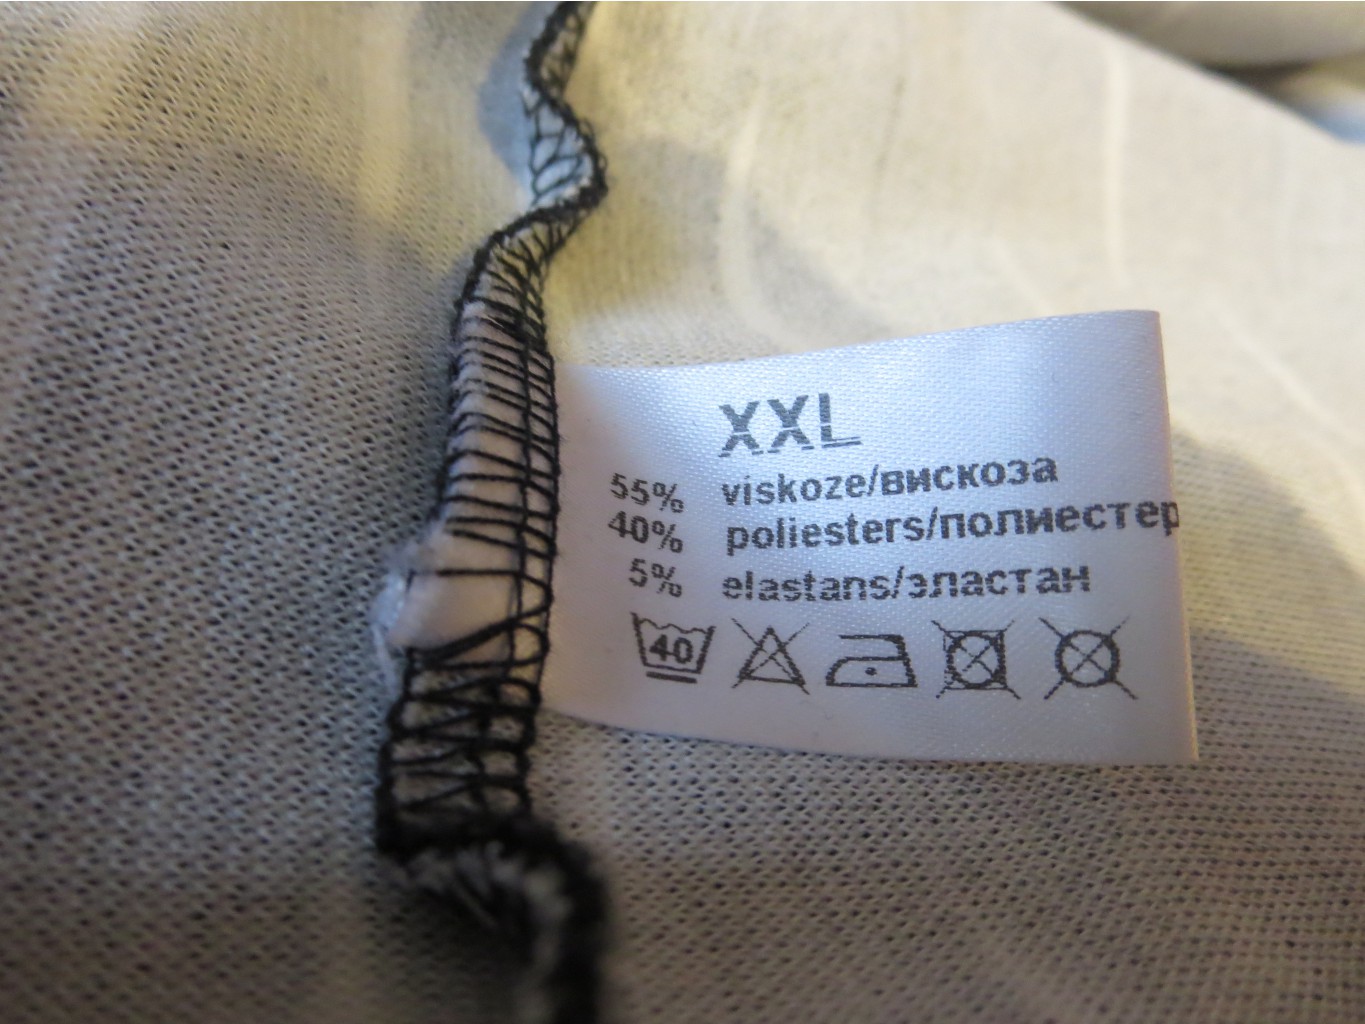 XXL
55% viskoze/вискоза
40% poliesters/полиестер
5% elastans/эластан
40